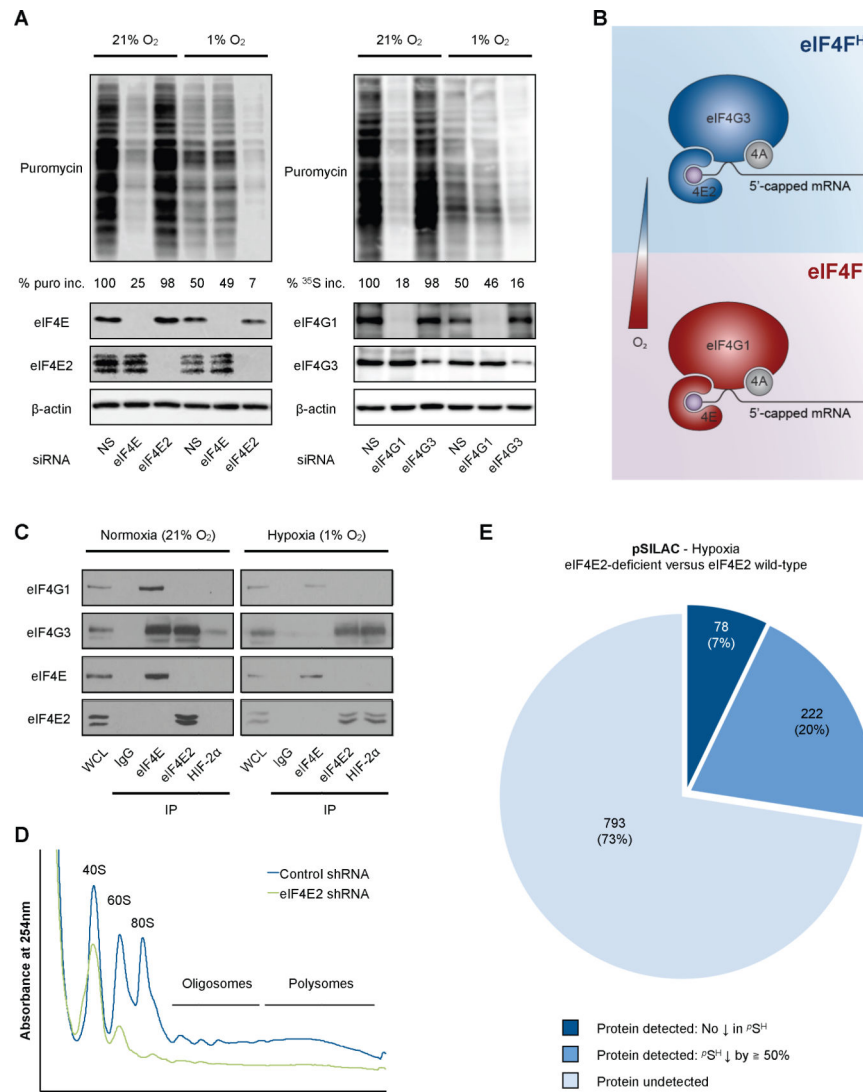 A
21% O₂ 1% O₂
Puromycin
% puro inc. 100 25 98 50 49 7
eIF4E
eIF4E2
β-actin
siRNA NS eIF4E eIF4E2 NS eIF4E eIF4E2
21% O₂ 1% O₂
Puromycin
% ³⁵S inc. 100 18 98 50 46 16
eIF4G1
eIF4G3
β-actin
siRNA NS eIF4G1 eIF4G3 NS eIF4G1 eIF4G3
B
eIF4Fᴴ
eIF4G3
4A
4E2
5'-capped mRNA
O₂
eIF4F
eIF4G1
4A
4E
5'-capped mRNA
C
Normoxia (21% O₂) Hypoxia (1% O₂)
eIF4G1
eIF4G3
eIF4E
eIF4E2
WCL IgG eIF4E eIF4E2 HIF-2α WCL IgG eIF4E eIF4E2 HIF-2α
IP IP
D
Absorbance at 254nm
40S
60S
80S
Control shRNA
eIF4E2 shRNA
Oligosomes Polysomes
E
pSILAC - Hypoxia
eIF4E2-deficient versus eIF4E2 wild-type
78
(7%)
222
(20%)
793
(73%)
Protein detected: No ↓ in ᵖSᴴ
Protein detected: ᵖSᴴ ↓ by ≧ 50%
Protein undetected